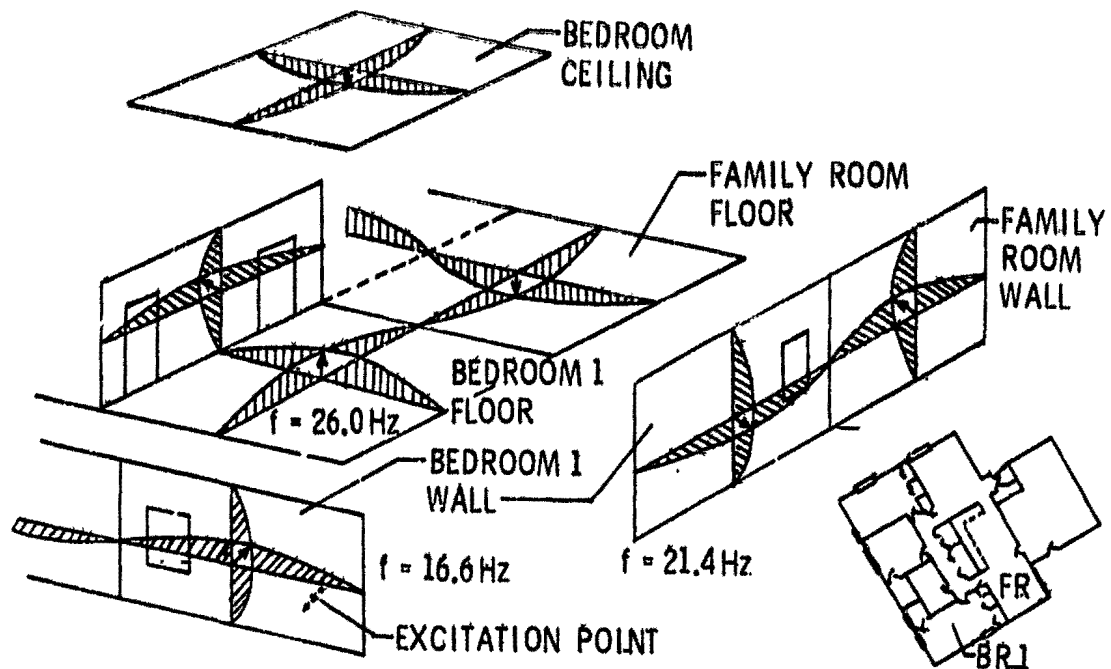 BEDROOM
CEILING
FAMILY ROOM
FLOOR
FAMILY
ROOM
WALL
BEDROOM 1
FLOOR
f = 26.0 Hz
BEDROOM 1
WALL
f = 16.6 Hz
f = 21.4 Hz
EXCITATION POINT
FR
BR1